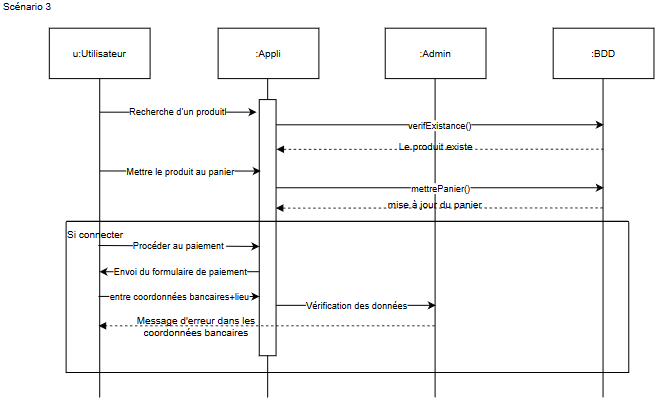 Scénario 3
u:Utilisateur
:Appli
:Admin
:BDD
Recherche d'un produitl
verifExistance()
Le produit existe
Mettre le produit au panier
mettrePanier()
mise à jour du panier
Si connecter
Procéder au paiement
Envoi du formulaire de paiement
entre coordonnées bancaires+lieu
Vérification des données
Message d'erreur dans les
coordonnées bancaires